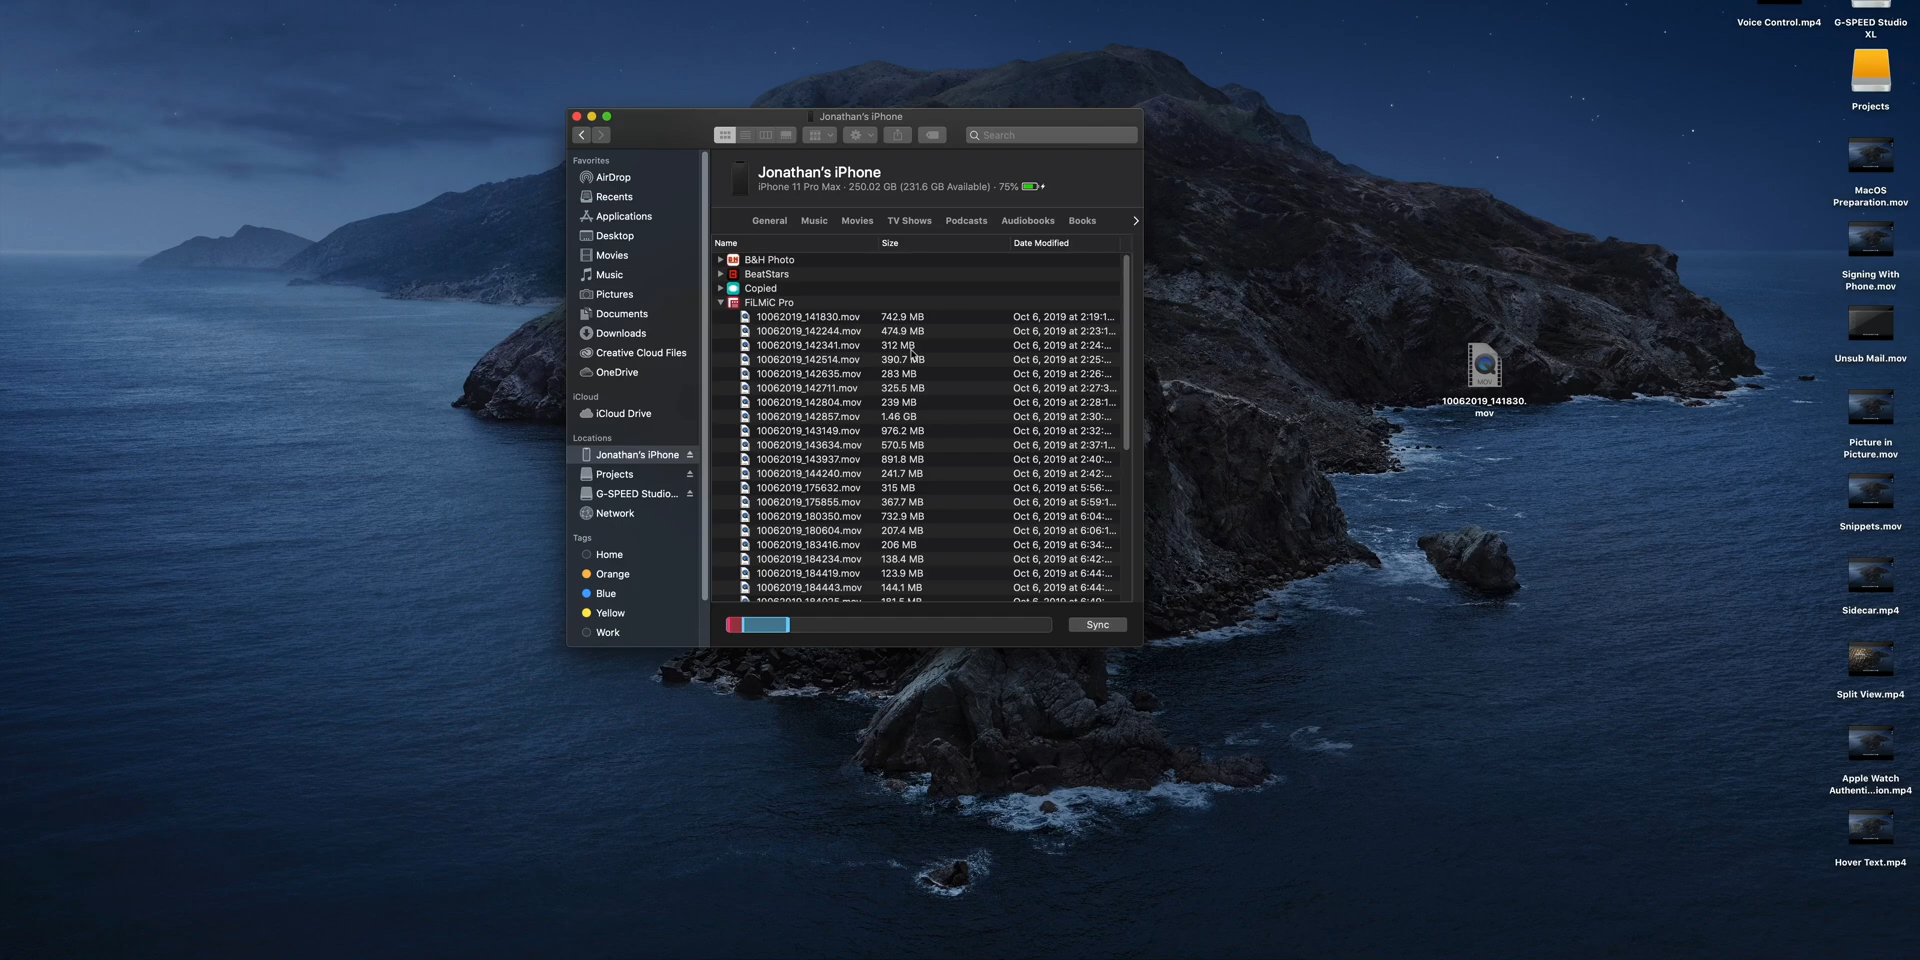 Voice Control.mp4
G-SPEED Studio
XL
Projects
MacOS
Preparation.mov
Signing With
Phone.mov
Unsub Mail.mov
Picture in
Picture.mov
Snippets.mov
Sidecar.mp4
Split View.mp4
Apple Watch
Authenti...ion.mp4
Hover Text.mp4
10062019_141830.
mov
MOV
Jonathan's iPhone
Search
Favorites
AirDrop
Recents
Applications
Desktop
Movies
Music
Pictures
Documents
Downloads
Creative Cloud Files
OneDrive
iCloud
iCloud Drive
Locations
Jonathan's iPhone
Projects
G-SPEED Studio...
Network
Tags
Home
Orange
Blue
Yellow
Work
Jonathan's iPhone
iPhone 11 Pro Max · 250.02 GB (231.6 GB Available) · 75%
General Music Movies TV Shows Podcasts Audiobooks Books
Name Size Date Modified
B&H Photo
BeatStars
Copied
FiLMiC Pro
10062019_141830.mov 742.9 MB Oct 6, 2019 at 2:19:1...
10062019_142244.mov 474.9 MB Oct 6, 2019 at 2:23:1...
10062019_142341.mov 312 MB Oct 6, 2019 at 2:24:...
10062019_142514.mov 390.7 MB Oct 6, 2019 at 2:25:...
10062019_142635.mov 283 MB Oct 6, 2019 at 2:26:...
10062019_142711.mov 325.5 MB Oct 6, 2019 at 2:27:3...
10062019_142804.mov 239 MB Oct 6, 2019 at 2:28:1...
10062019_142857.mov 1.46 GB Oct 6, 2019 at 2:30:...
10062019_143149.mov 976.2 MB Oct 6, 2019 at 2:32:...
10062019_143634.mov 570.5 MB Oct 6, 2019 at 2:37:1...
10062019_143937.mov 891.8 MB Oct 6, 2019 at 2:40:...
10062019_144240.mov 241.7 MB Oct 6, 2019 at 2:42:...
10062019_175632.mov 315 MB Oct 6, 2019 at 5:56:...
10062019_175855.mov 367.7 MB Oct 6, 2019 at 5:59:1...
10062019_180350.mov 732.9 MB Oct 6, 2019 at 6:04:...
10062019_180604.mov 207.4 MB Oct 6, 2019 at 6:06:1...
10062019_183416.mov 206 MB Oct 6, 2019 at 6:34:...
10062019_184234.mov 138.4 MB Oct 6, 2019 at 6:42:...
10062019_184419.mov 123.9 MB Oct 6, 2019 at 6:44:...
10062019_184443.mov 144.1 MB Oct 6, 2019 at 6:44:...
Sync